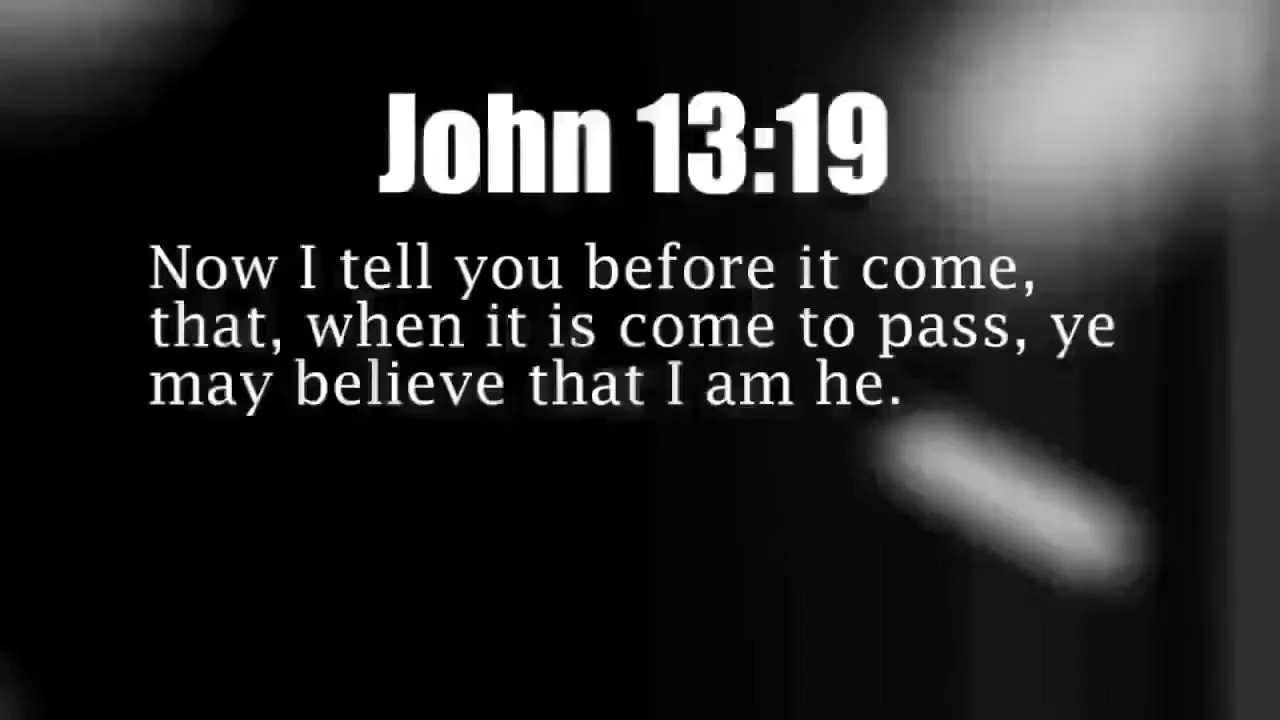 John 13:19
Now I tell you before it come,
that, when it is come to pass, ye
may believe that I am he.